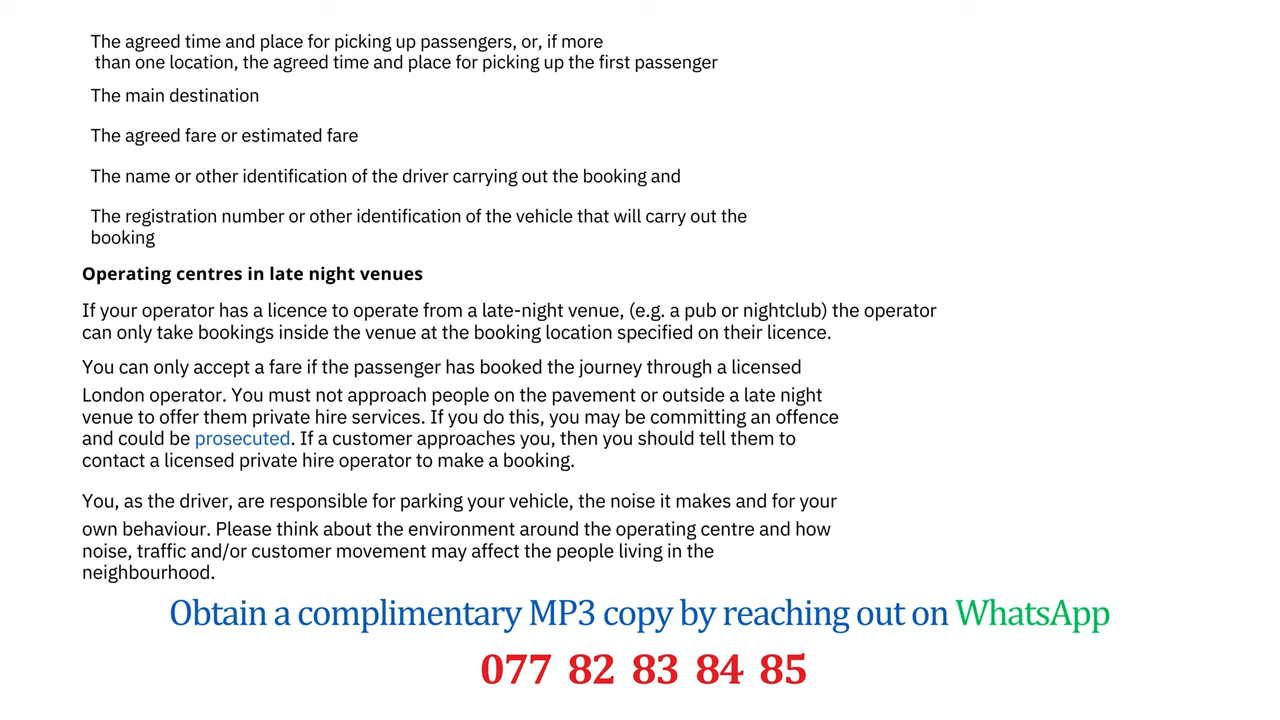 The agreed time and place for picking up passengers, or, if more
than one location, the agreed time and place for picking up the first passenger
The main destination
The agreed fare or estimated fare
The name or other identification of the driver carrying out the booking and
The registration number or other identification of the vehicle that will carry out the
booking
Operating centres in late night venues
If your operator has a licence to operate from a late-night venue, (e.g. a pub or nightclub) the operator
can only take bookings inside the venue at the booking location specified on their licence.
You can only accept a fare if the passenger has booked the journey through a licensed
London operator. You must not approach people on the pavement or outside a late night
venue to offer them private hire services. If you do this, you may be committing an offence
and could be prosecuted. If a customer approaches you, then you should tell them to
contact a licensed private hire operator to make a booking.
You, as the driver, are responsible for parking your vehicle, the noise it makes and for your
own behaviour. Please think about the environment around the operating centre and how
noise, traffic and/or customer movement may affect the people living in the
neighbourhood.
Obtain a complimentary MP3 copy by reaching out on WhatsApp
077 82 83 84 85